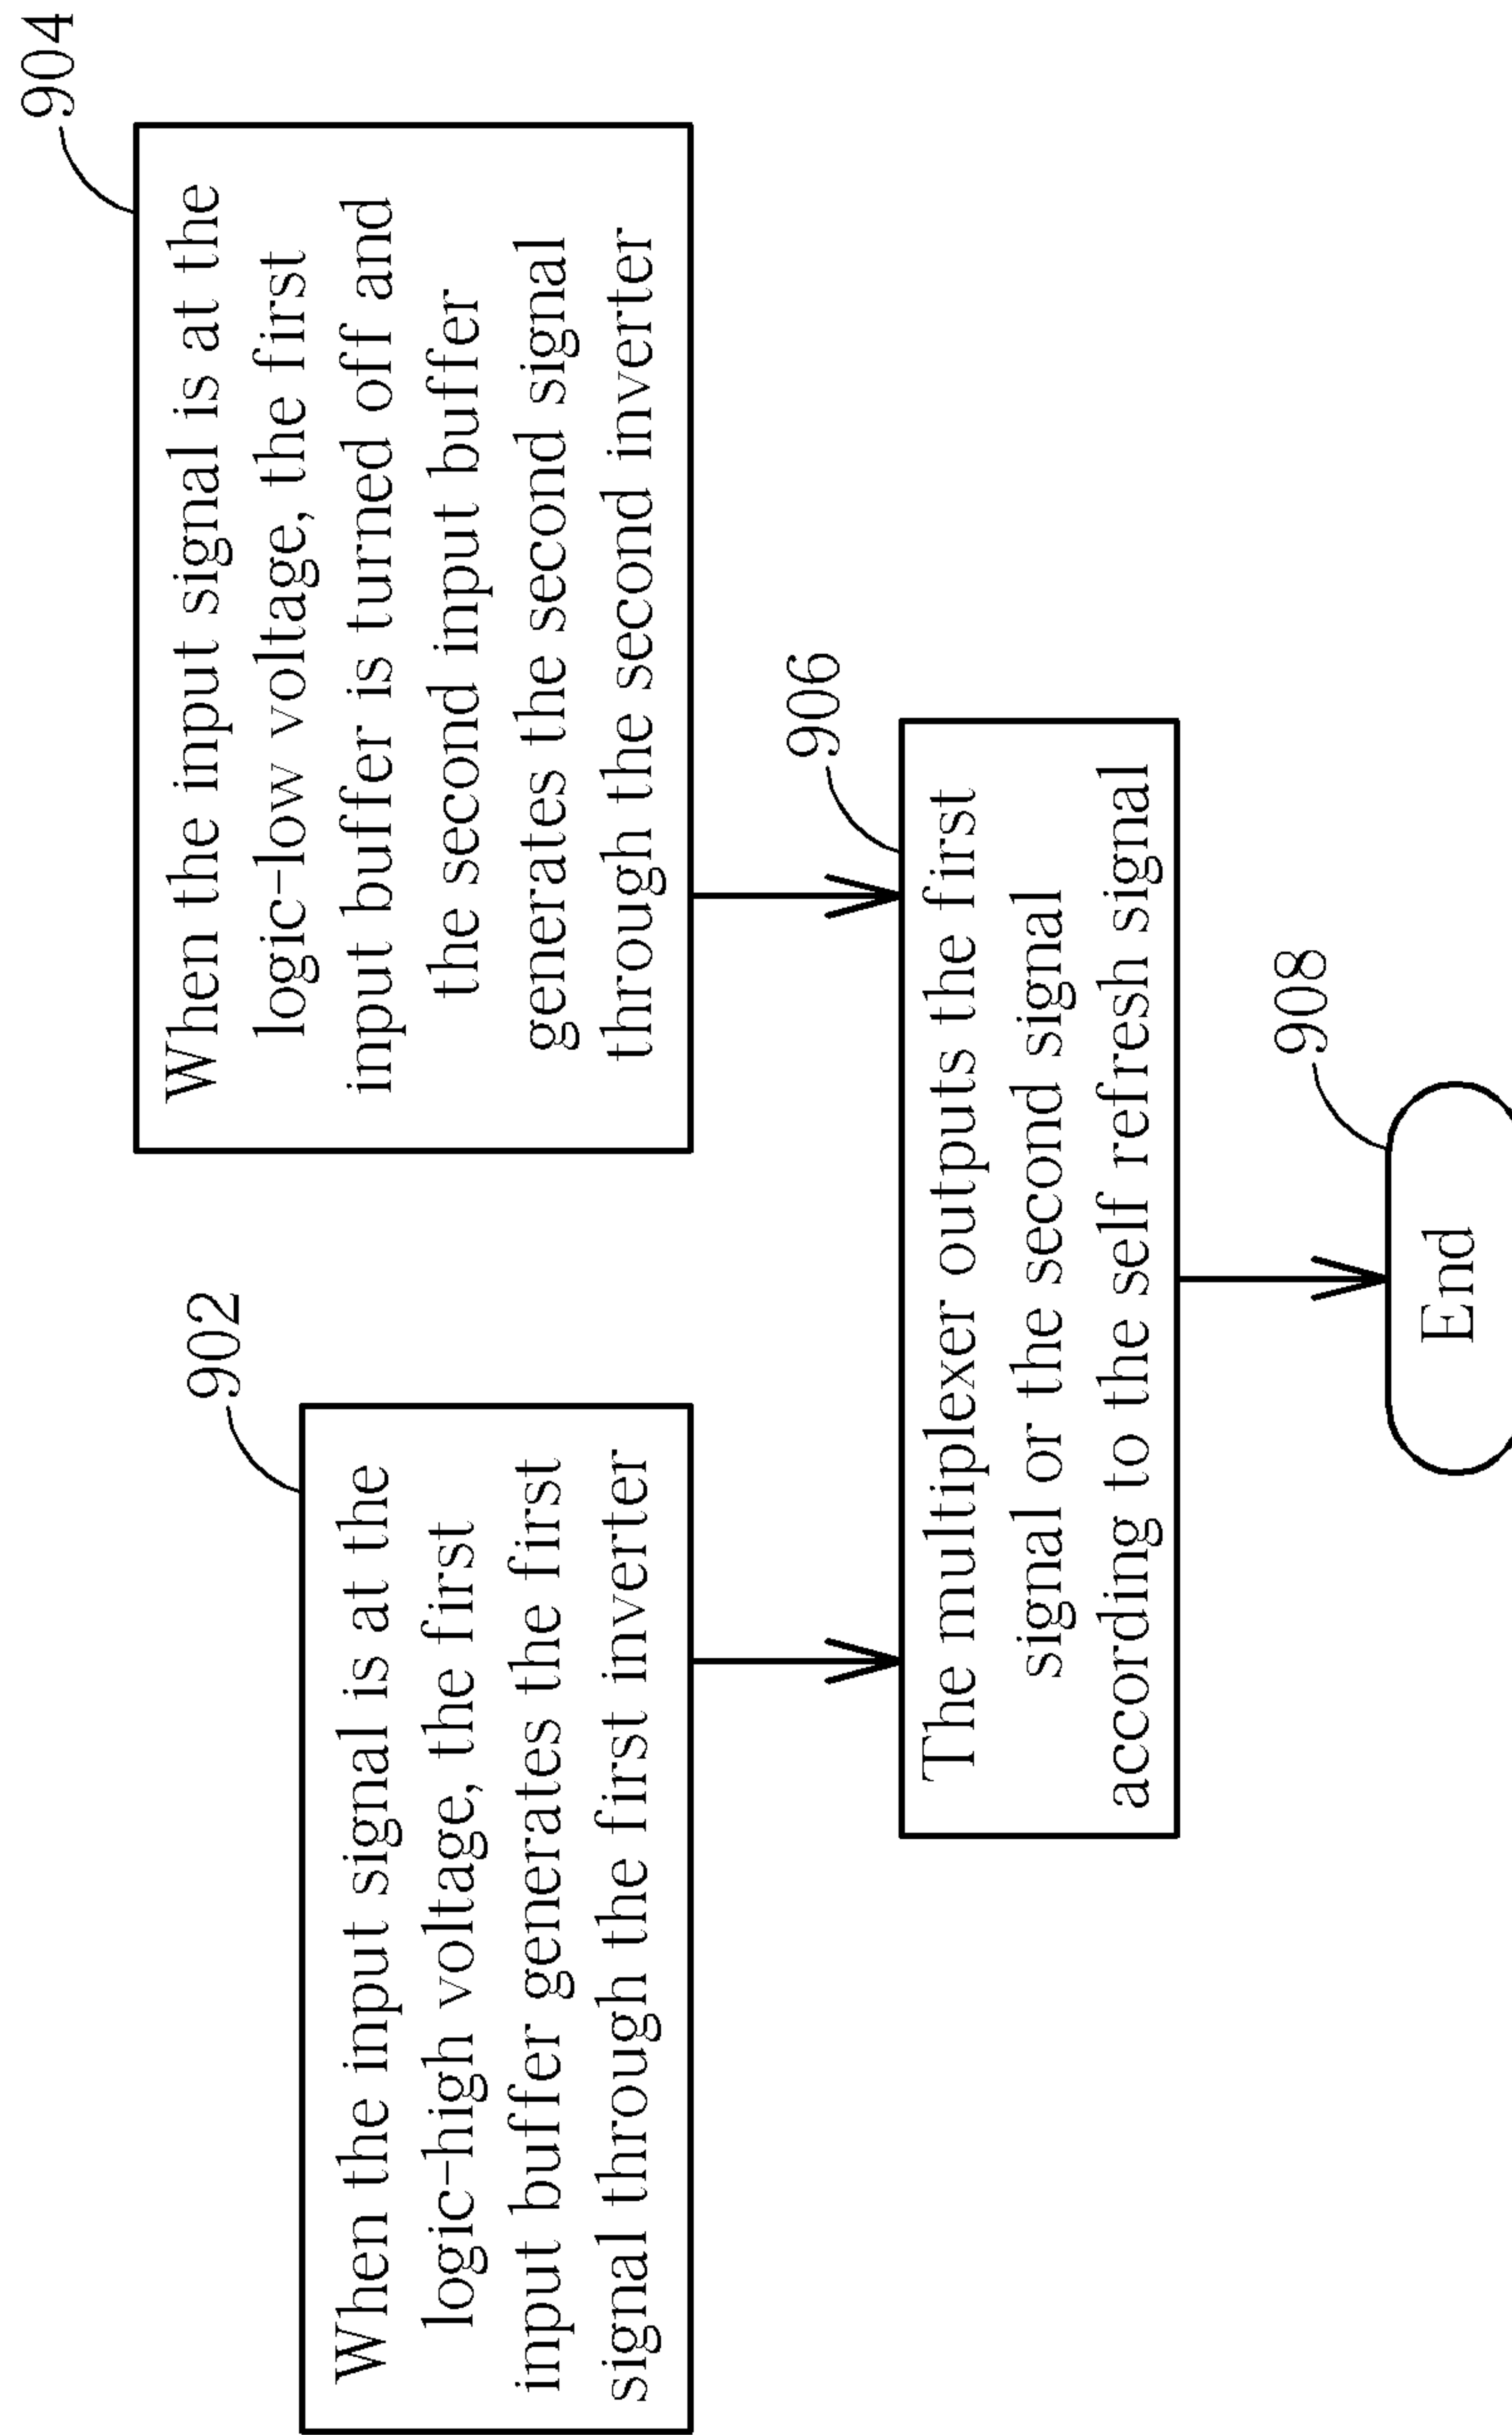 902
When the input signal is at the
logic-high voltage, the first
input buffer generates the first
signal through the first inverter
904
When the input signal is at the
logic-low voltage, the first
input buffer is turned off and
the second input buffer
generates the second signal
through the second inverter
906
The multiplexer outputs the first
signal or the second signal
according to the self refresh signal
908
End